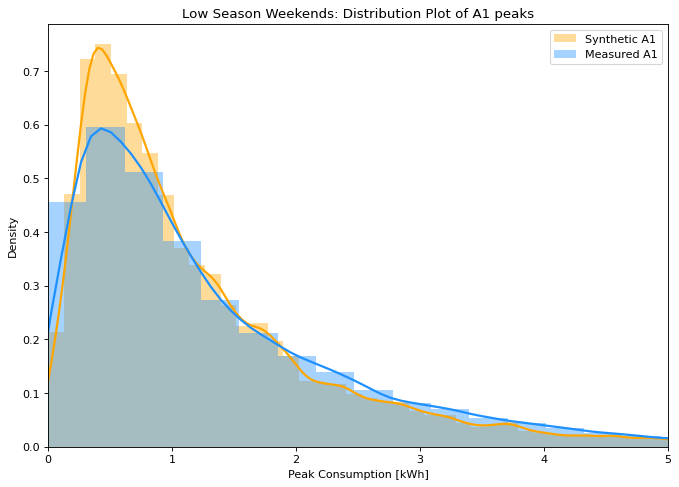 Low Season Weekends: Distribution Plot of A1 peaks
Synthetic A1
Measured A1
Density
0.7
0.6
0.5
0.4
0.3
0.2
0.1
0.0
0 1 2 3 4 5
Peak Consumption [kWh]